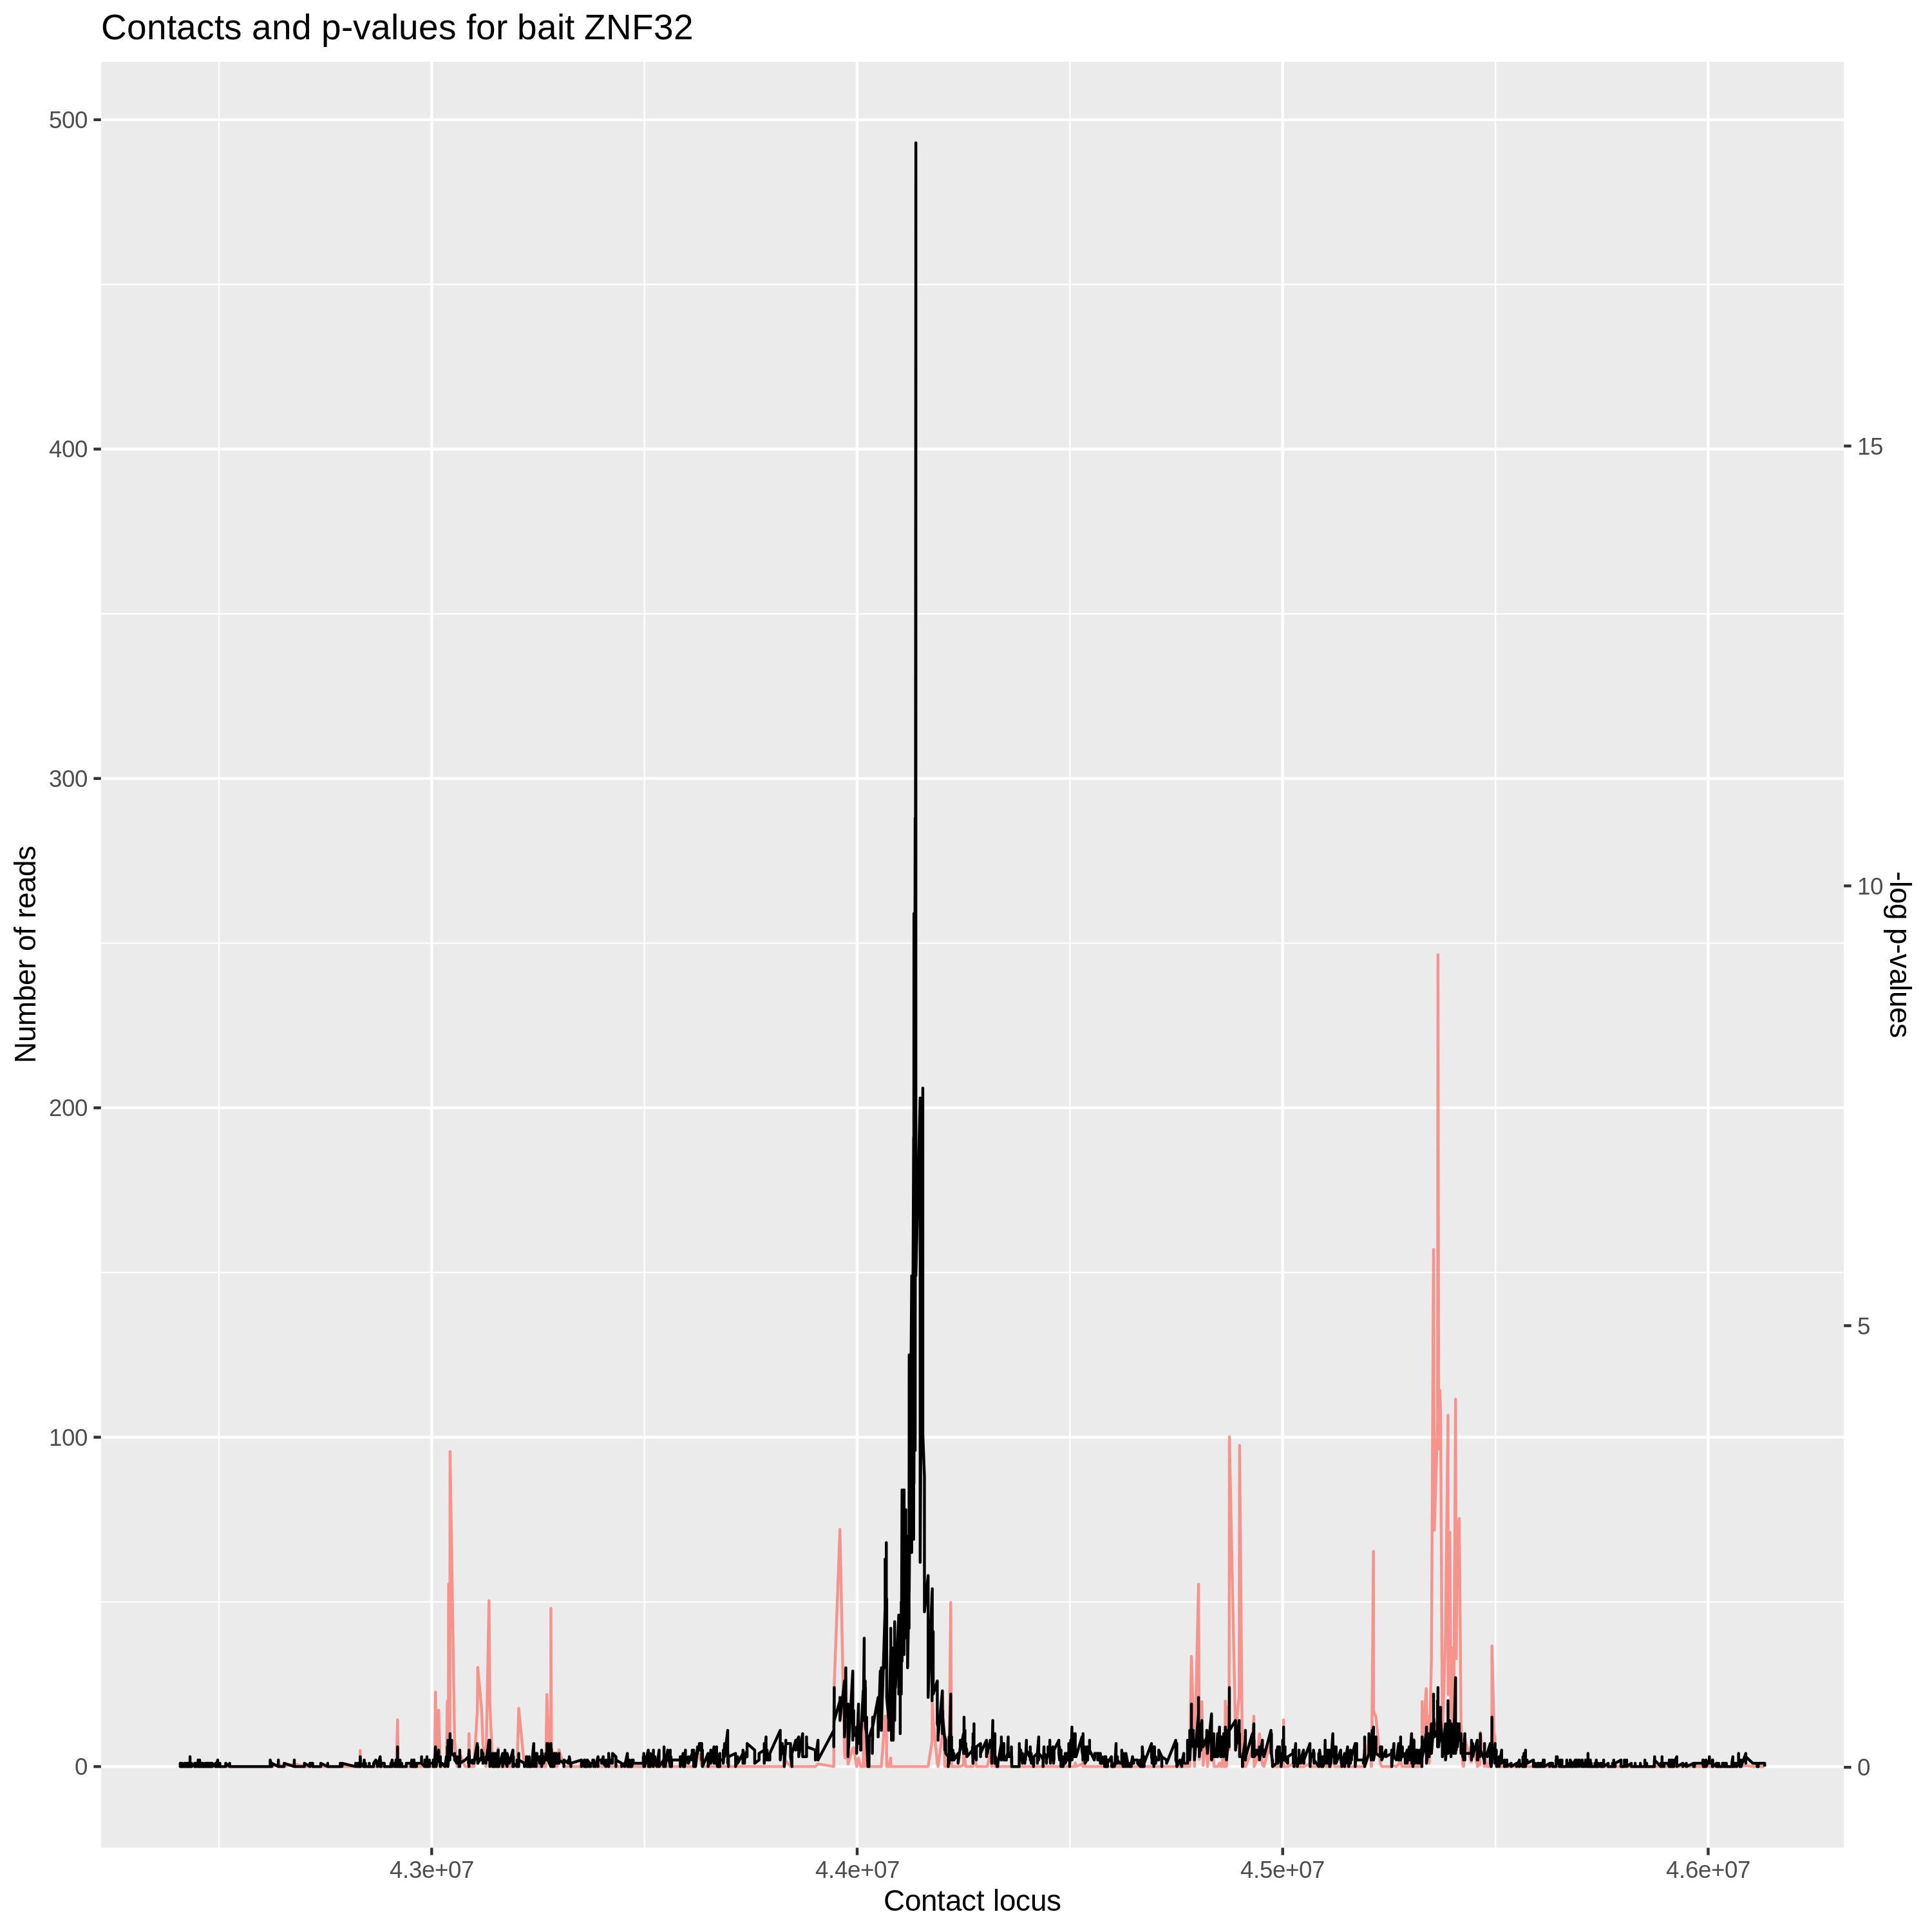 Contacts and p-values for bait ZNF32
500
400
300
200
100
0
Number of reads
15
10
5
0
-log p-values
4.3e+07
4.4e+07
4.5e+07
4.6e+07
Contact locus